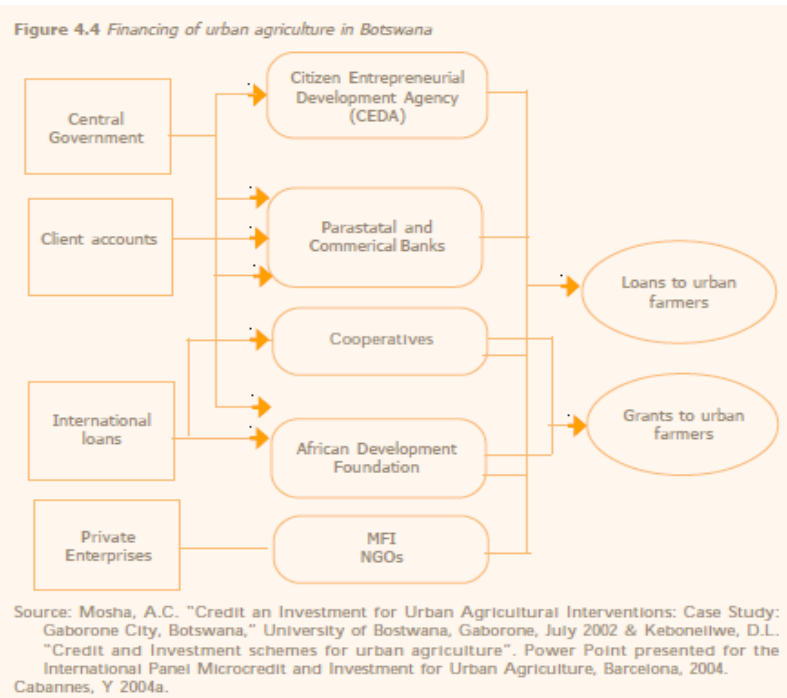 Figure 4.4 Financing of urban agriculture in Botswana
Citizen Entrepreneurial
Development Agency
(CEDA)
Central
Government
Client accounts
Parastatal and
Commerical Banks
Loans to urban
farmers
Cooperatives
International
loans
African Development
Foundation
Grants to urban
farmers
Private
Enterprises
MFI
NGOs
Source: Mosha, A.C. "Credit an Investment for Urban Agricultural Interventions: Case Study:
Gaborone City, Botswana," University of Bostwana, Gaborone, July 2002 & Keboneilwe, D.L.
"Credit and Investment schemes for urban agriculture". Power Point presented for the
International Panel Microcredit and Investment for Urban Agriculture, Barcelona, 2004.
Cabannes, Y 2004a.